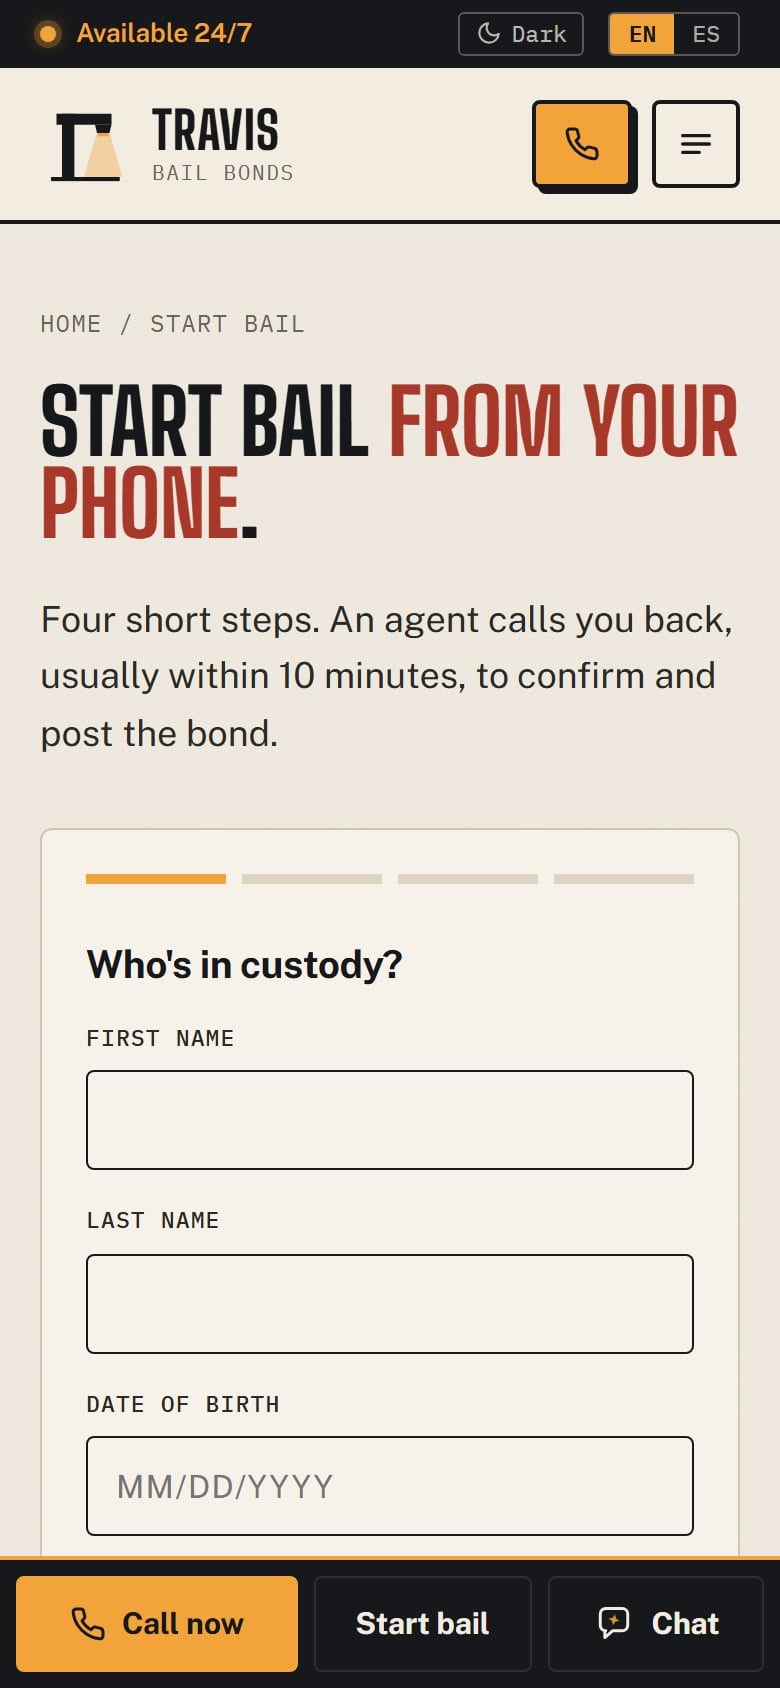 Available 24/7
Dark
EN
ES
TRAVIS
BAIL BONDS
HOME / START BAIL
START BAIL FROM YOUR
PHONE.
Four short steps. An agent calls you back,
usually within 10 minutes, to confirm and
post the bond.
Who's in custody?
FIRST NAME
LAST NAME
DATE OF BIRTH
MM/DD/YYYY
Call now
Start bail
Chat